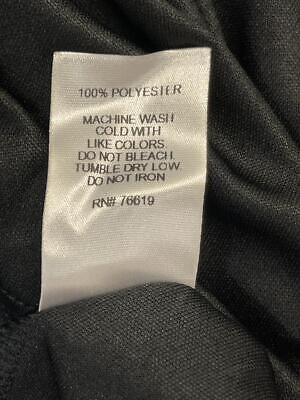 100% POLYESTER
MACHINE WASH
COLD WITH
LIKE COLORS.
DO NOT BLEACH.
TUMBLE DRY LOW.
DO NOT IRON
RN# 76619